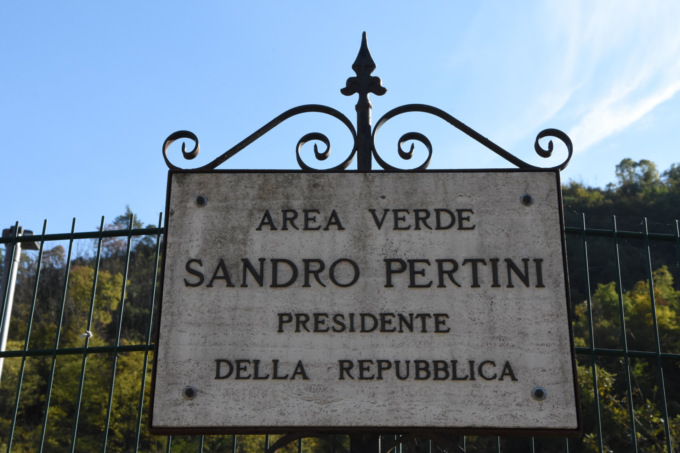 AREA VERDE
SANDRO PERTINI
PRESIDENTE
DELLA REPUBBLICA